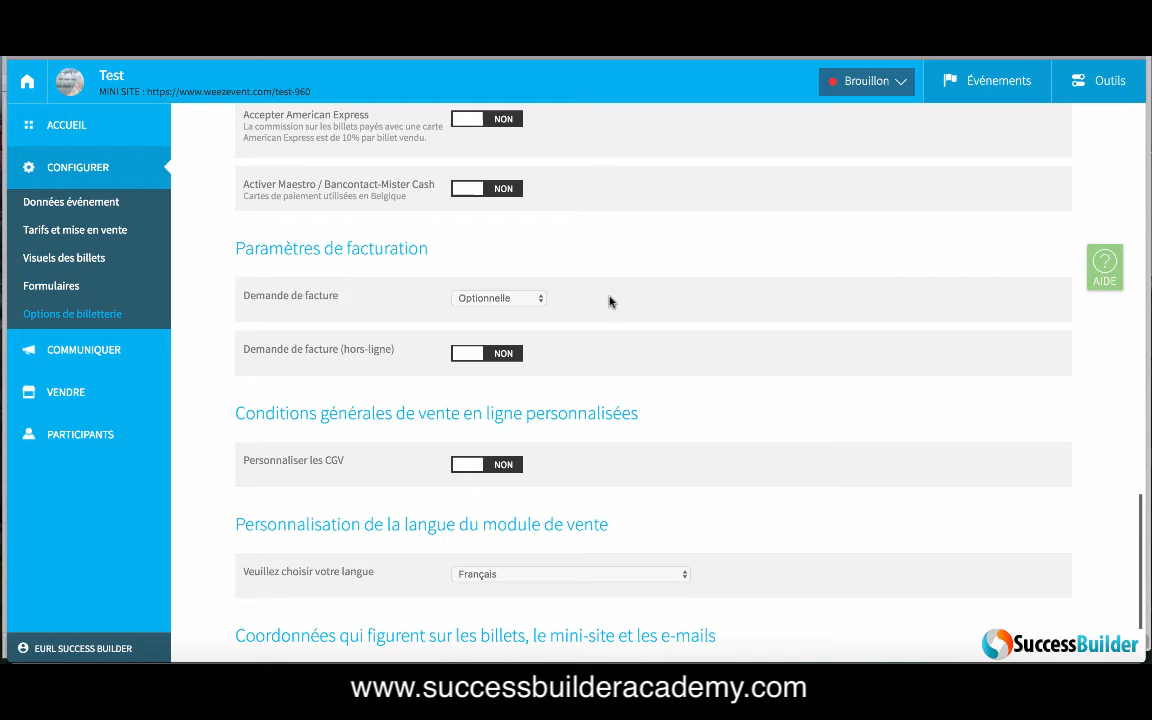 Test
MINI SITE : https://www.weezevent.com/test-960
Brouillon
Événements
Outils
ACCUEIL
CONFIGURER
Données événement
Tarifs et mise en vente
Visuels des billets
Formulaires
Options de billetterie
COMMUNIQUER
VENDRE
PARTICIPANTS
EURL SUCCESS BUILDER
Accepter American Express
La commission sur les billets payés avec une carte
American Express est de 10% par billet vendu.
NON
Activer Maestro / Bancontact-Mister Cash
Cartes de paiement utilisées en Belgique
NON
Paramètres de facturation
Demande de facture
Optionnelle
Demande de facture (hors-ligne)
NON
Conditions générales de vente en ligne personnalisées
Personnaliser les CGV
NON
Personnalisation de la langue du module de vente
Veuillez choisir votre langue
Français
Coordonnées qui figurent sur les billets, le mini-site et les e-mails
?
AIDE
SuccessBuilder
www.successbuilderacademy.com